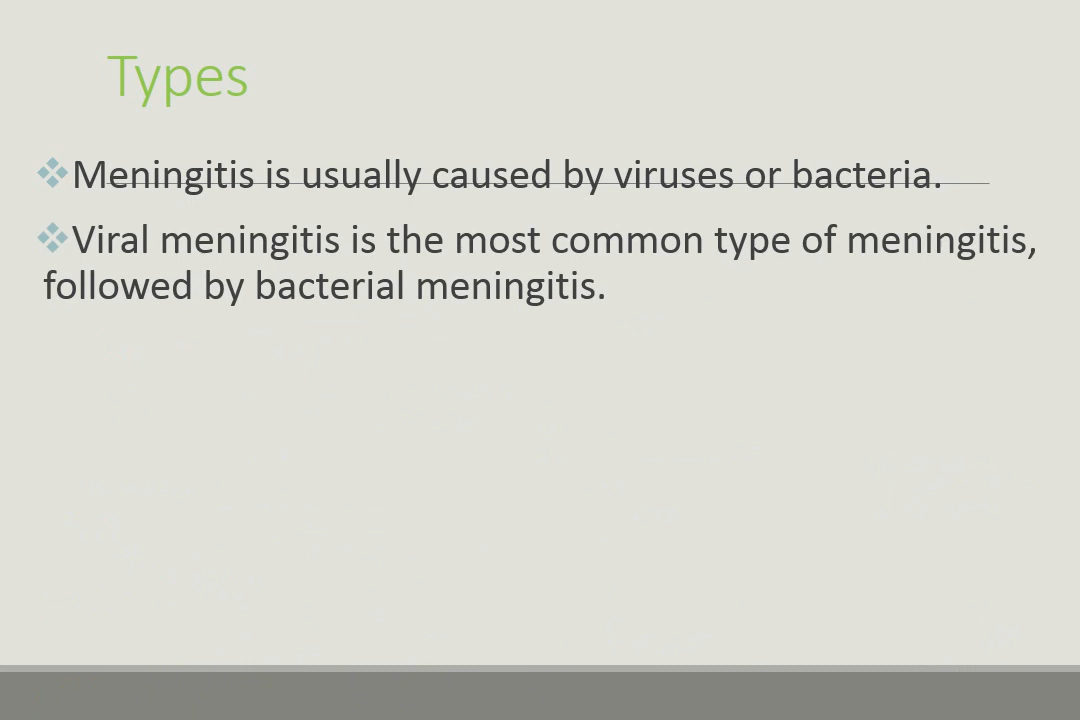 Types
❖Meningitis is usually caused by viruses or bacteria.
❖Viral meningitis is the most common type of meningitis,
followed by bacterial meningitis.